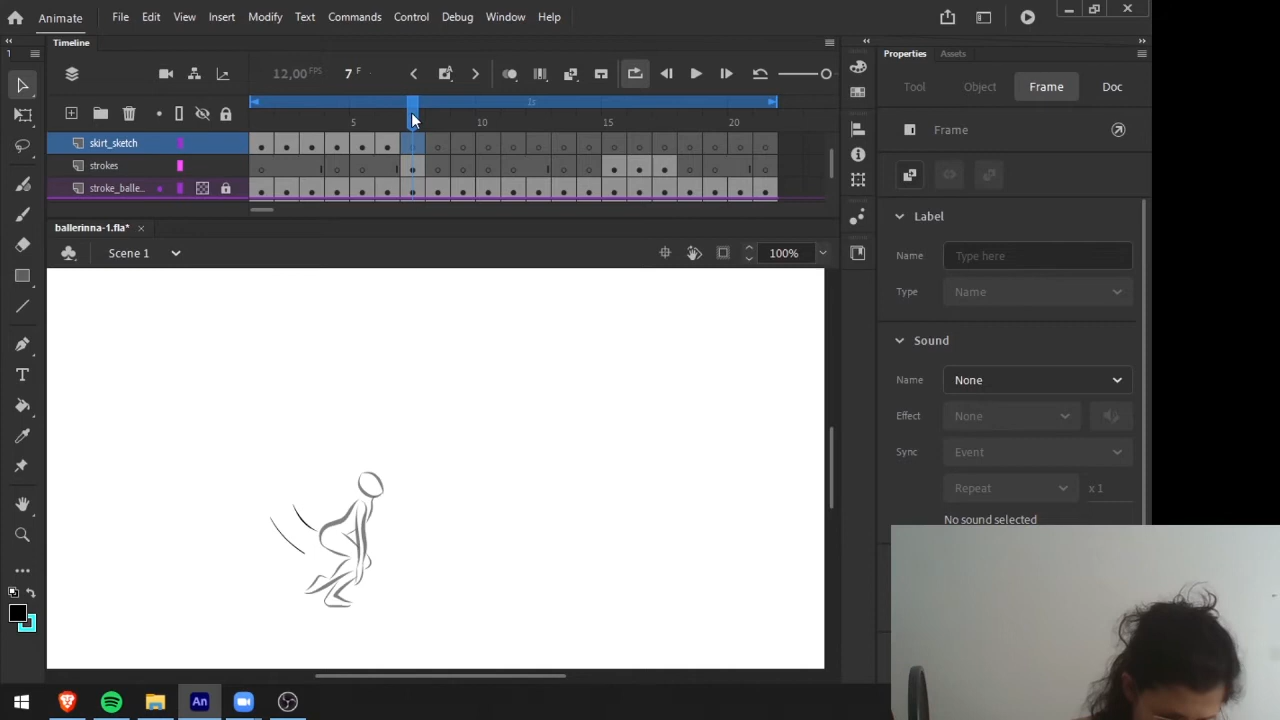 Animate File Edit View Insert Modify Text Commands Control Debug Window Help
Timeline
Properties Assets
12,00 FPS 7 F
Tool Object Frame Doc
1s
5 10 15 20
skirt_sketch
Frame
strokes
stroke_balle...
Label
ballerinna-1.fla*
Name Type here
Scene 1 100%
Type Name
Sound
Name None
Effect None
Sync Event
Repeat x 1
No sound selected
T
An